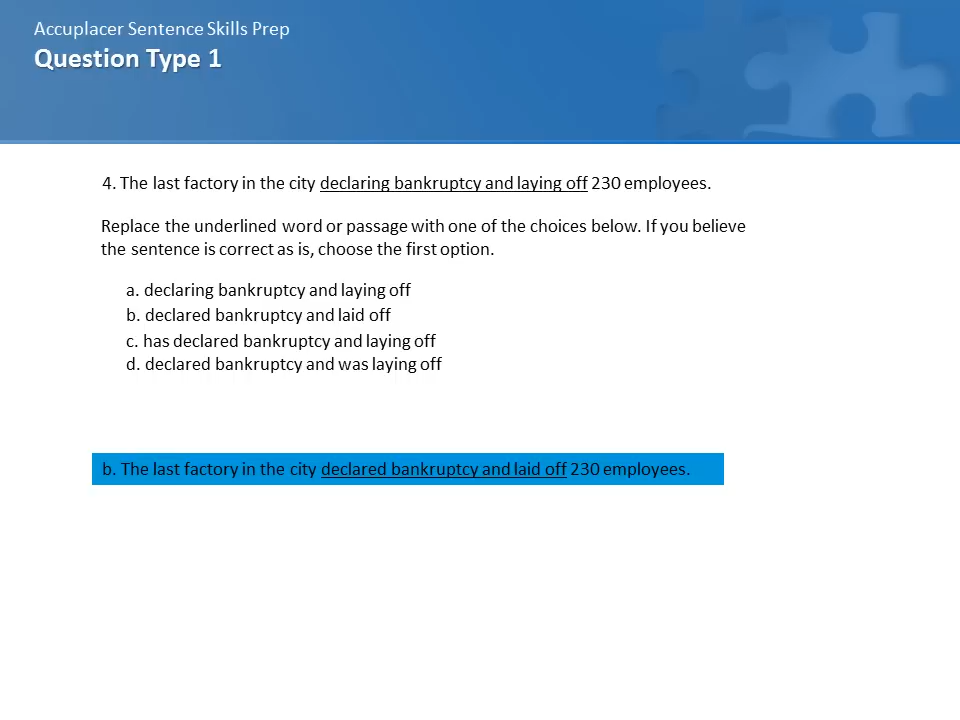 Accuplacer Sentence Skills Prep
Question Type 1
4. The last factory in the city declaring bankruptcy and laying off 230 employees.
Replace the underlined word or passage with one of the choices below. If you believe
the sentence is correct as is, choose the first option.
a. declaring bankruptcy and laying off
b. declared bankruptcy and laid off
c. has declared bankruptcy and laying off
d. declared bankruptcy and was laying off
b. The last factory in the city declared bankruptcy and laid off 230 employees.